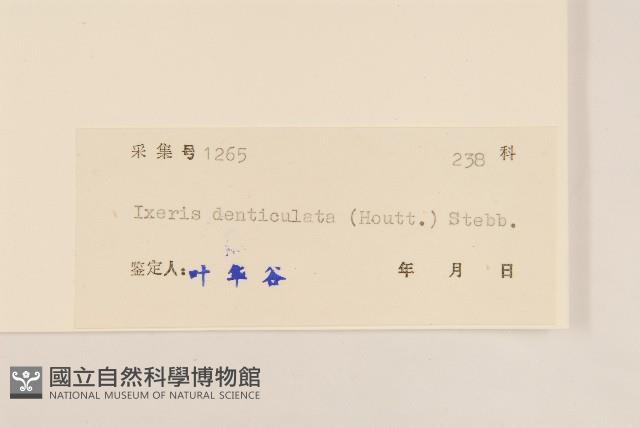 采集号 1265 238 科
Ixeris denticulata (Houtt.) Stebb.
鉴定人: 叶华谷 年 月 日
國立自然科學博物館
NATIONAL MUSEUM OF NATURAL SCIENCE